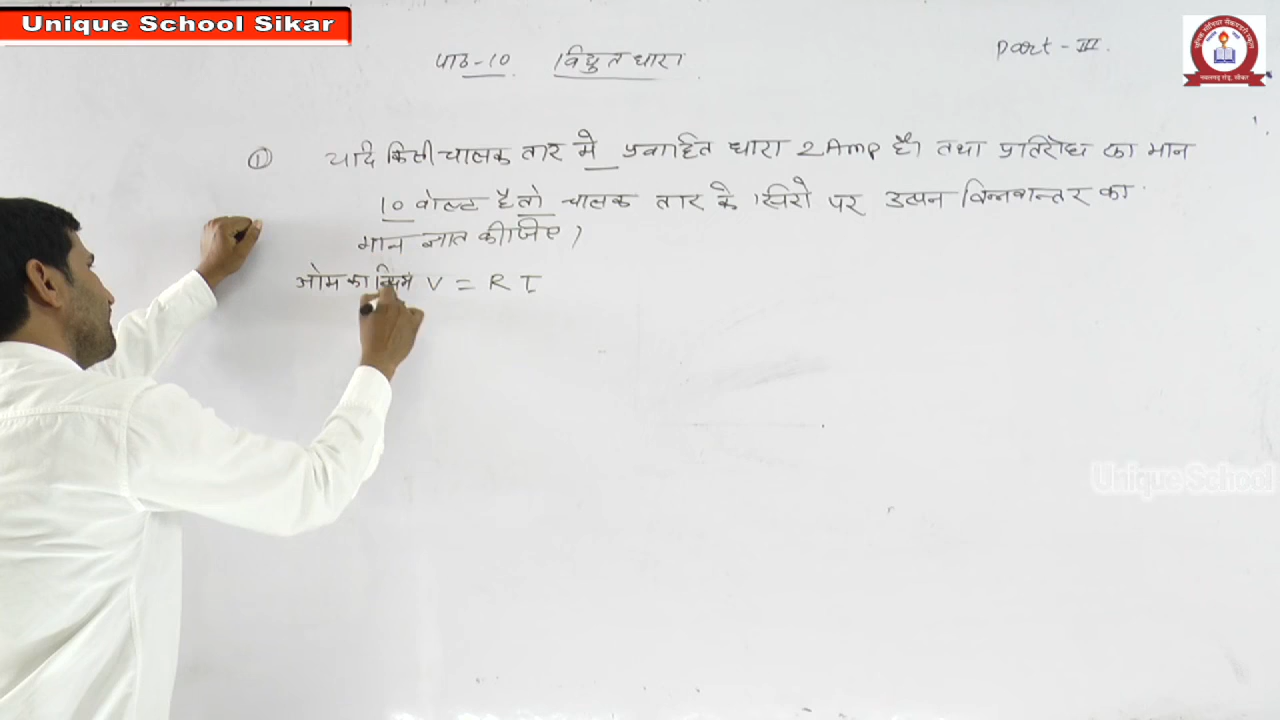 Unique School Sikar
पाठ-10 विद्युत धारा
Part - III.
① यदि किसी चालक तार मे प्रवाहित धारा 2 Amp है। तथा प्रतिरोध का मान
10 वोल्ट है तो चालक तार के सिरो पर उत्पन विभवान्तर का
मान ज्ञात कीजिए)
ओम का नियम V = R I
Unique School